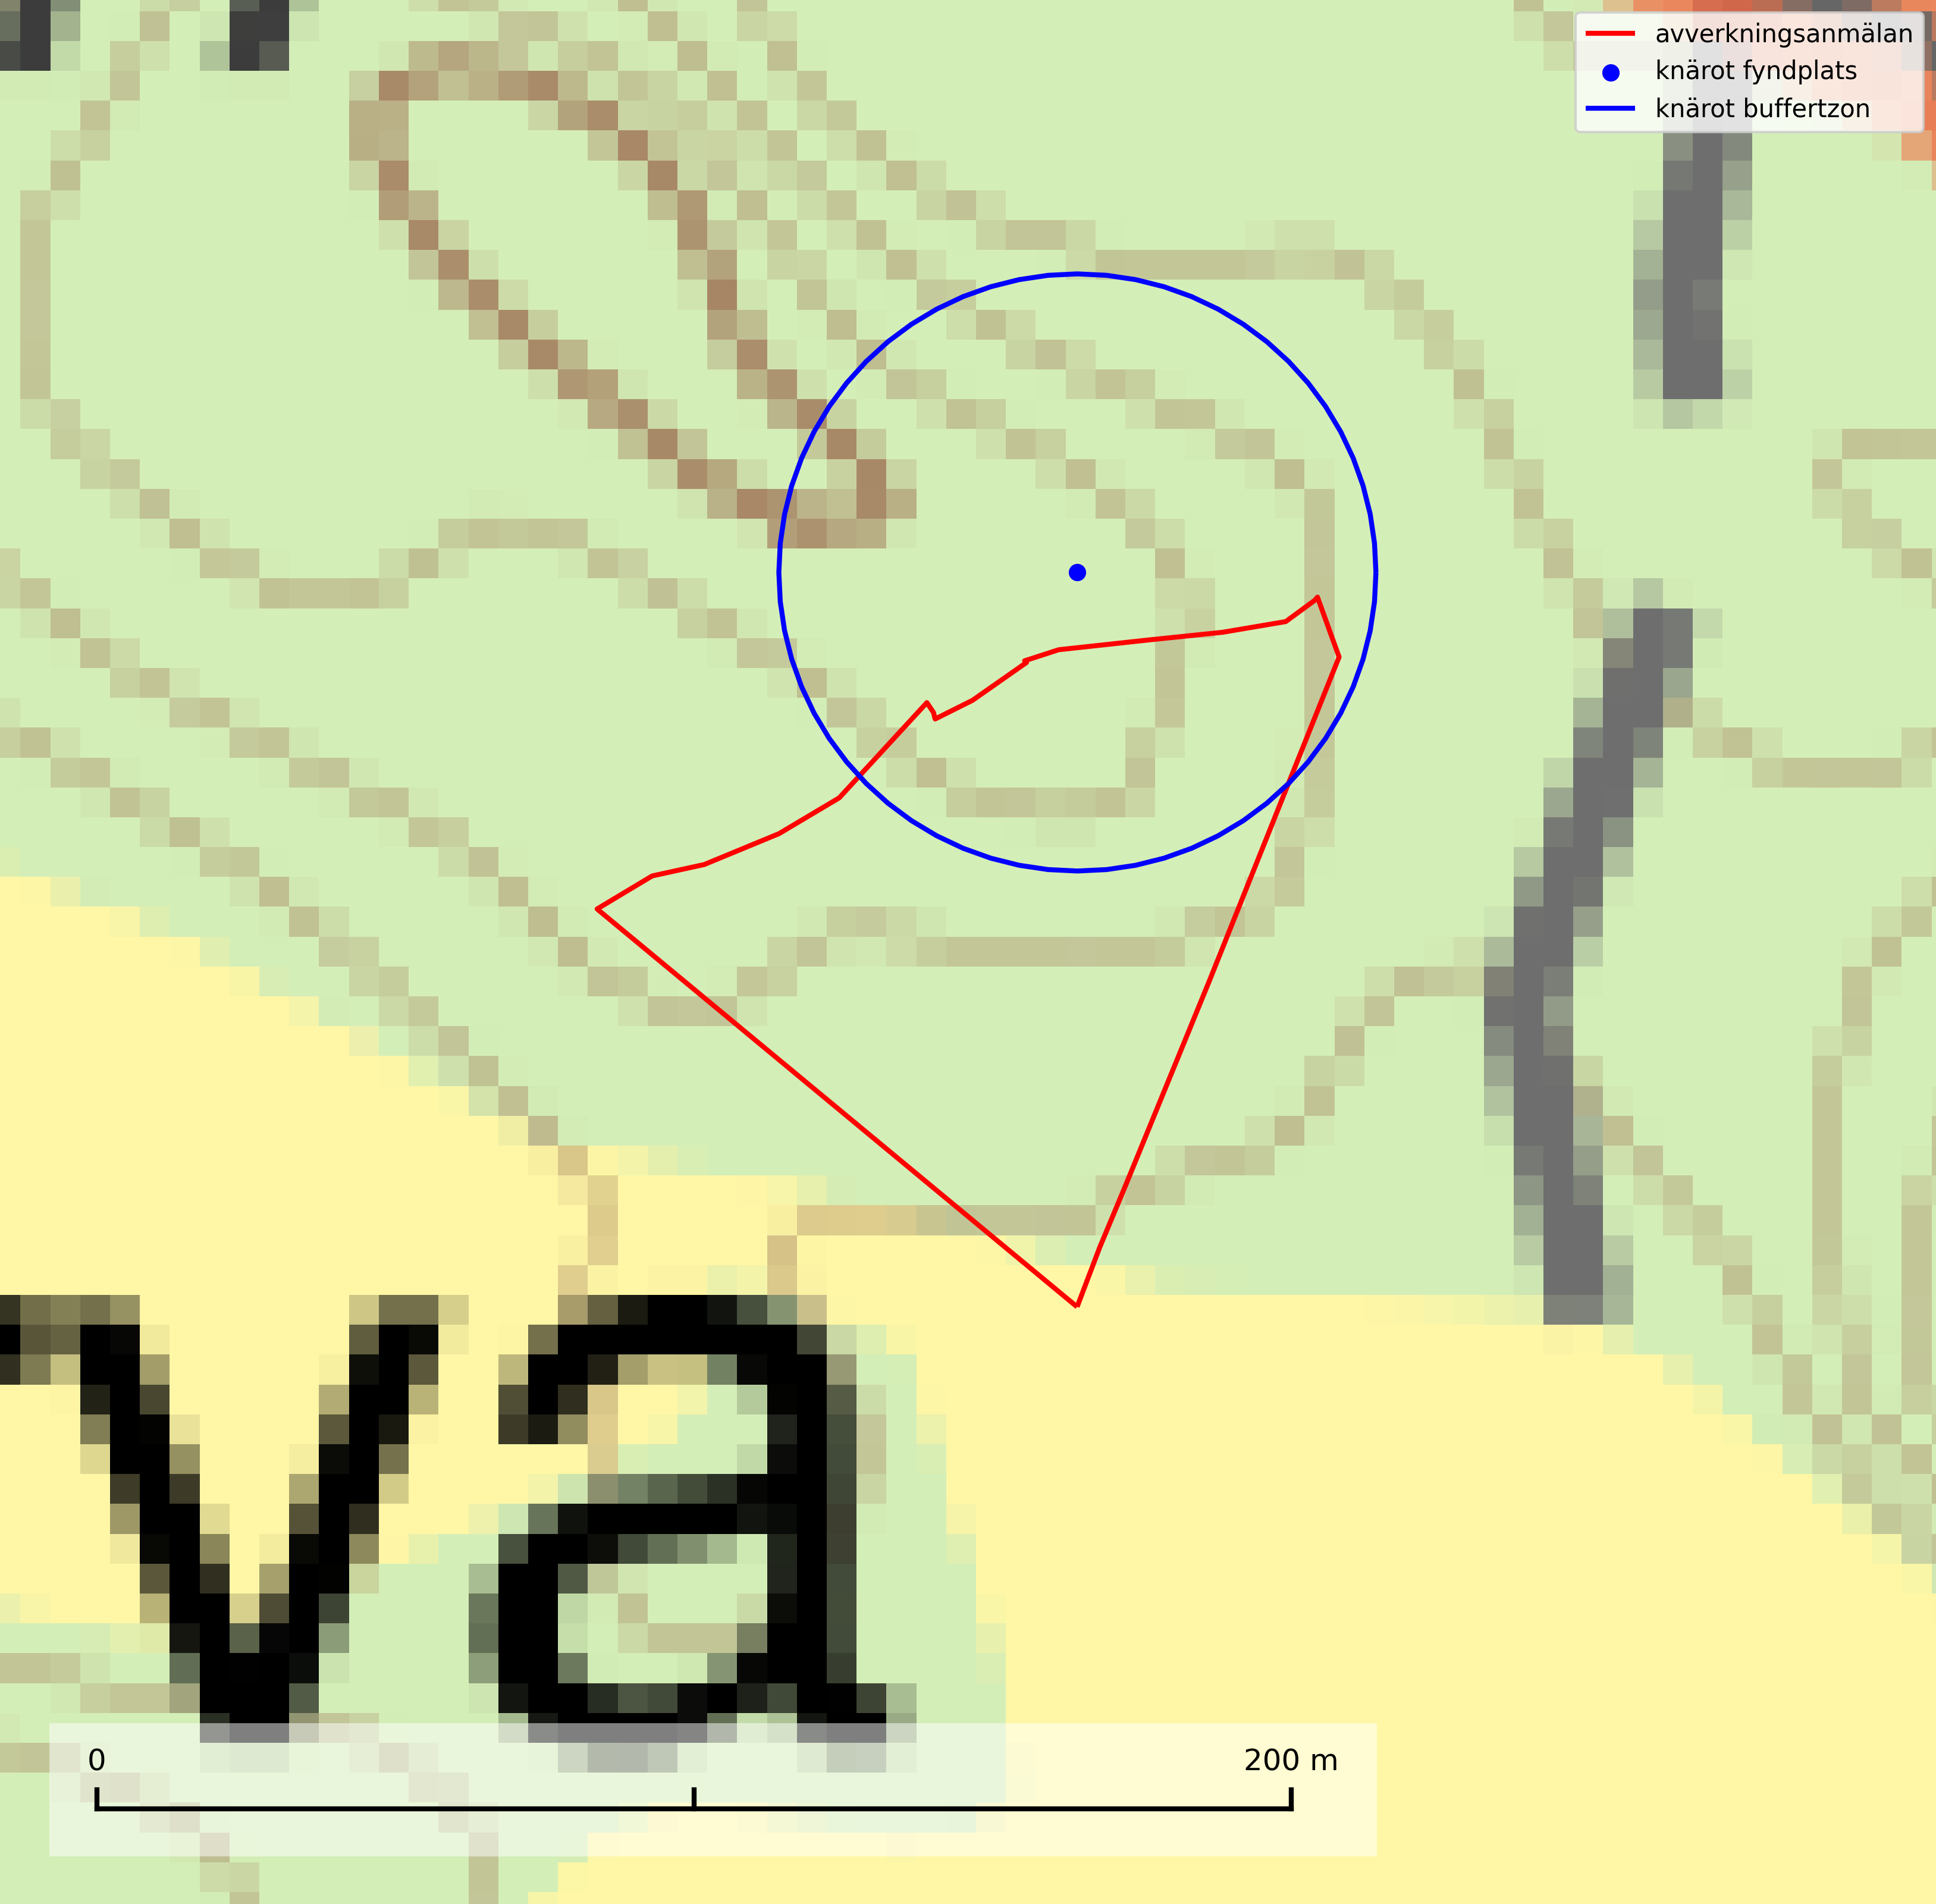 avverkningsanmälan
knärot fyndplats
knärot buffertzon
va
0 200 m